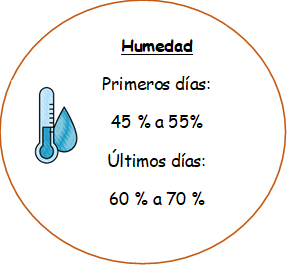 Humedad
Primeros días:
45 % a 55%
Últimos días:
60 % a 70 %